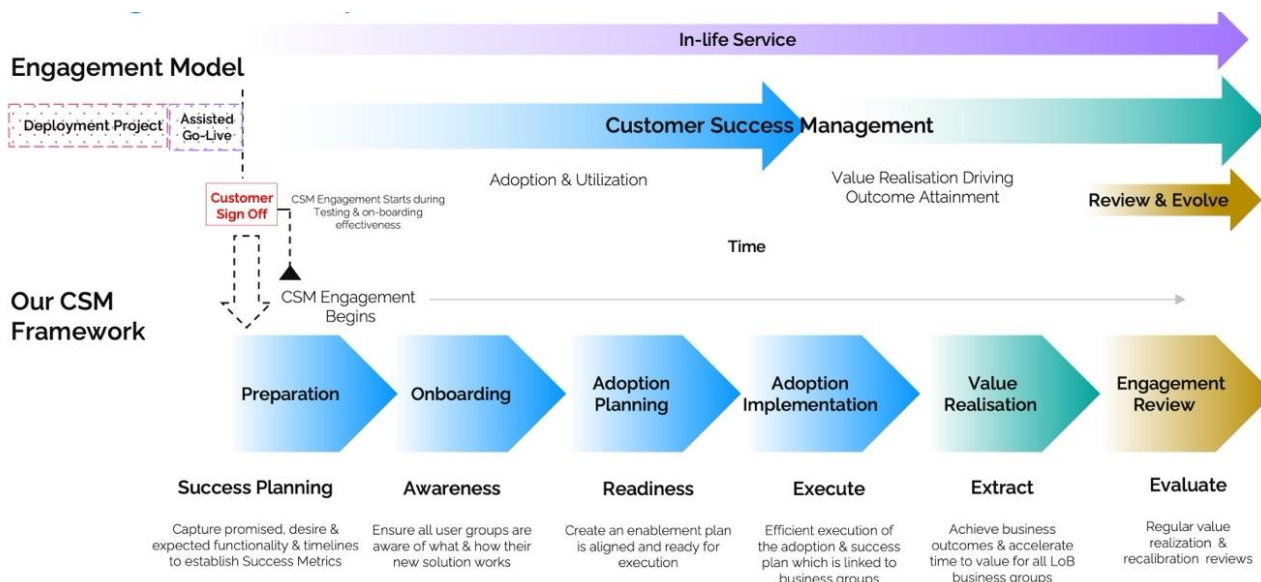 In-life Service
Engagement Model
Deployment Project
Assisted
Go-Live
Customer Success Management
Adoption & Utilization
Value Realisation Driving
Outcome Attainment
Review & Evolve
Customer
Sign Off
CSM Engagement Starts during
Testing & on-boarding
effectiveness
Time
Our CSM
Framework
CSM Engagement
Begins
Preparation
Onboarding
Adoption
Planning
Adoption
Implementation
Value
Realisation
Engagement
Review
Success Planning
Capture promised, desire &
expected functionality & timelines
to establish Success Metrics
Awareness
Ensure all user groups are
aware of what & how their
new solution works
Readiness
Create an enablement plan
is aligned and ready for
execution
Execute
Efficient execution of
the adoption & success
plan which is linked to
business groups
Extract
Achieve business
outcomes & accelerate
time to value for all LoB
business groups
Evaluate
Regular value
realization &
recalibration reviews